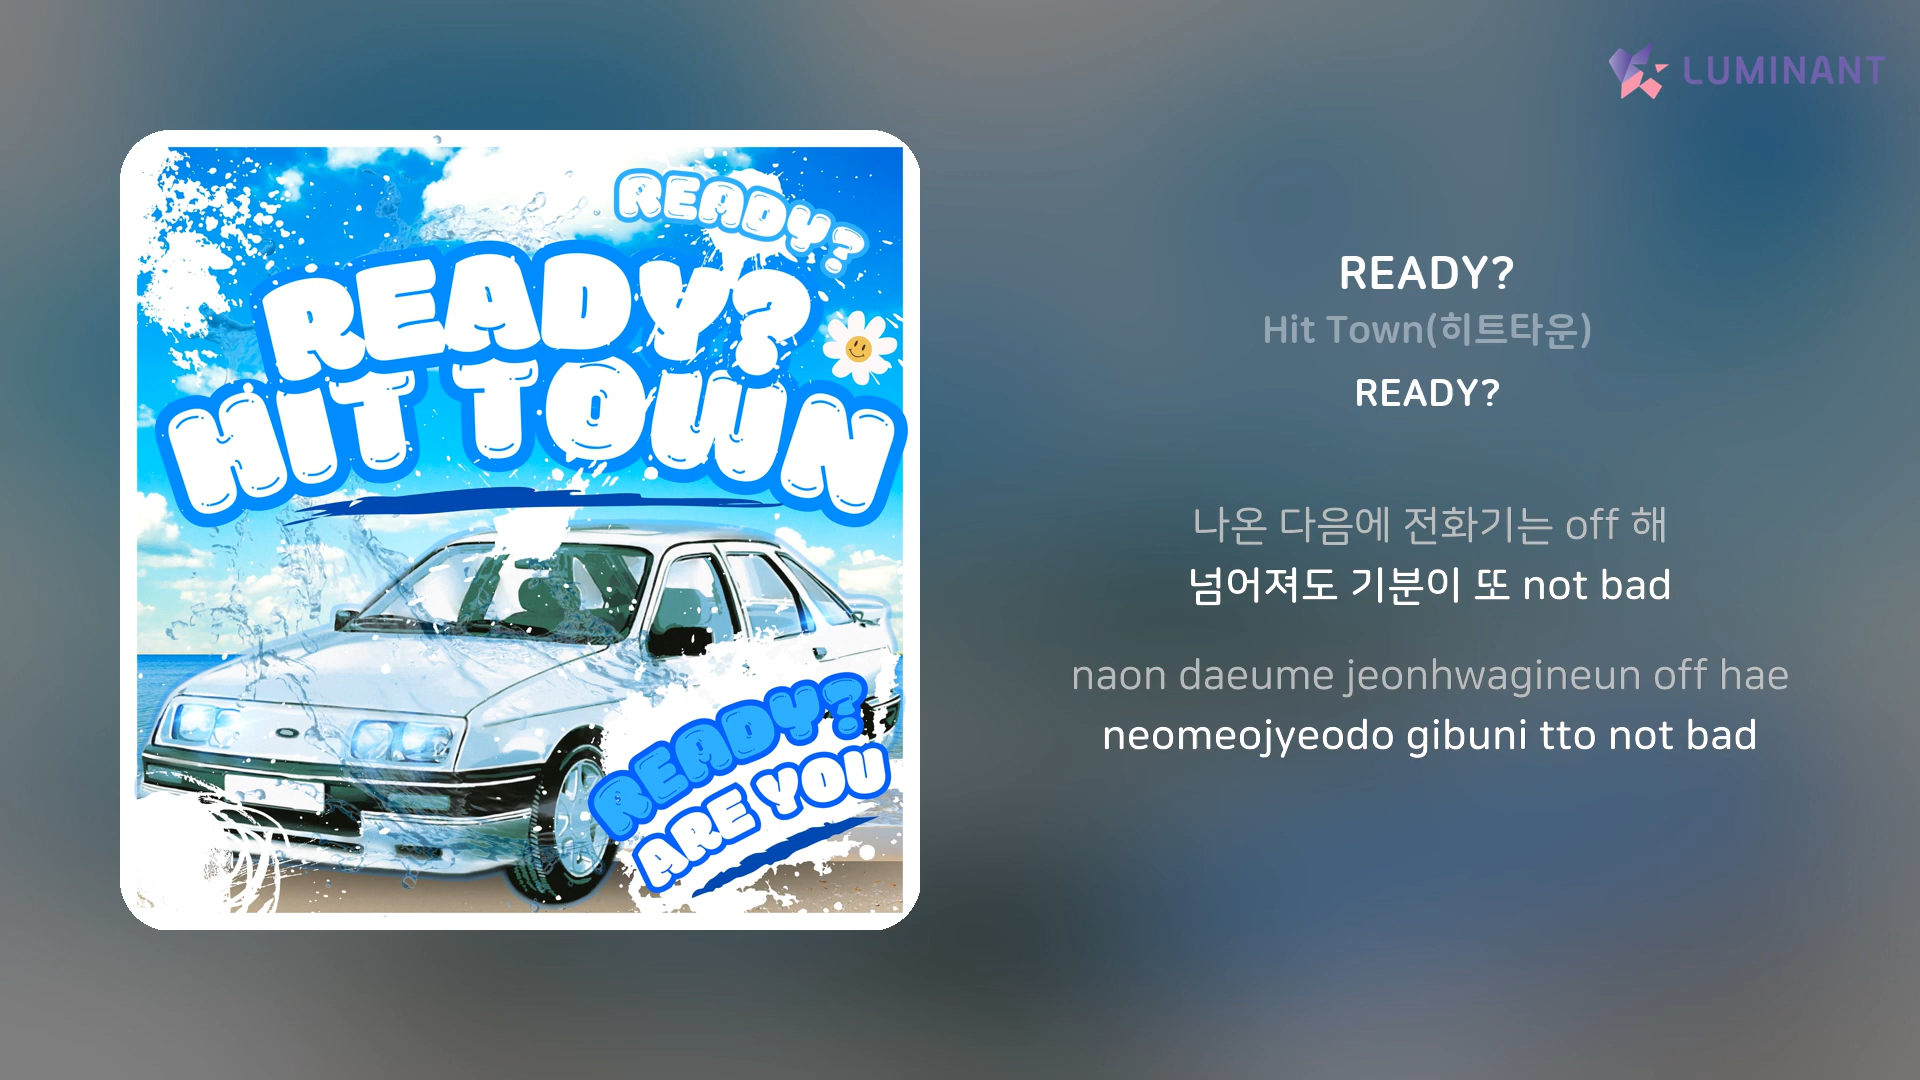 READY?
READY?
HIT TOWN
READY?
ARE YOU
LUMINANT
READY?
Hit Town(히트타운)
READY?
나온 다음에 전화기는 off 해
넘어져도 기분이 또 not bad
naon daeume jeonhwagineun off hae
neomeojyeodo gibuni tto not bad